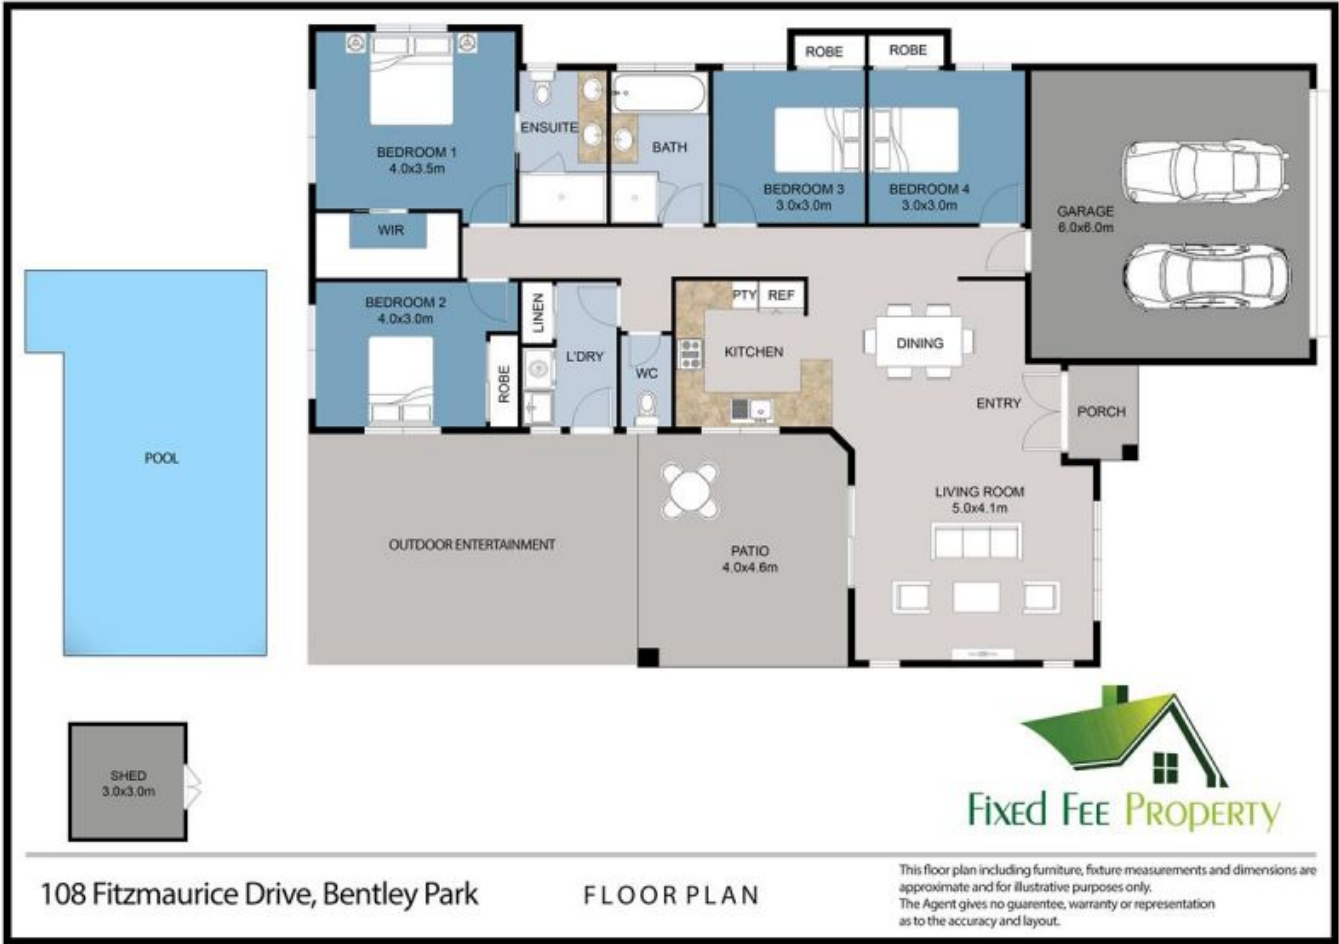 ROBE
ROBE
BEDROOM 1
4.0x3.5m
ENSUITE
BATH
BEDROOM 3
3.0x3.0m
BEDROOM 4
3.0x3.0m
GARAGE
6.0x6.0m
WIR
BEDROOM 2
4.0x3.0m
LINEN
L'DRY
ROBE
WC
PTY
REF
KITCHEN
DINING
ENTRY
PORCH
POOL
LIVING ROOM
5.0x4.1m
OUTDOOR ENTERTAINMENT
PATIO
4.0x4.6m
SHED
3.0x3.0m
Fixed Fee Property
108 Fitzmaurice Drive, Bentley Park
FLOOR PLAN
This floor plan including furniture, fixture measurements and dimensions are
approximate and for illustrative purposes only.
The Agent gives no guarentee, warranty or representation
as to the accuracy and layout.